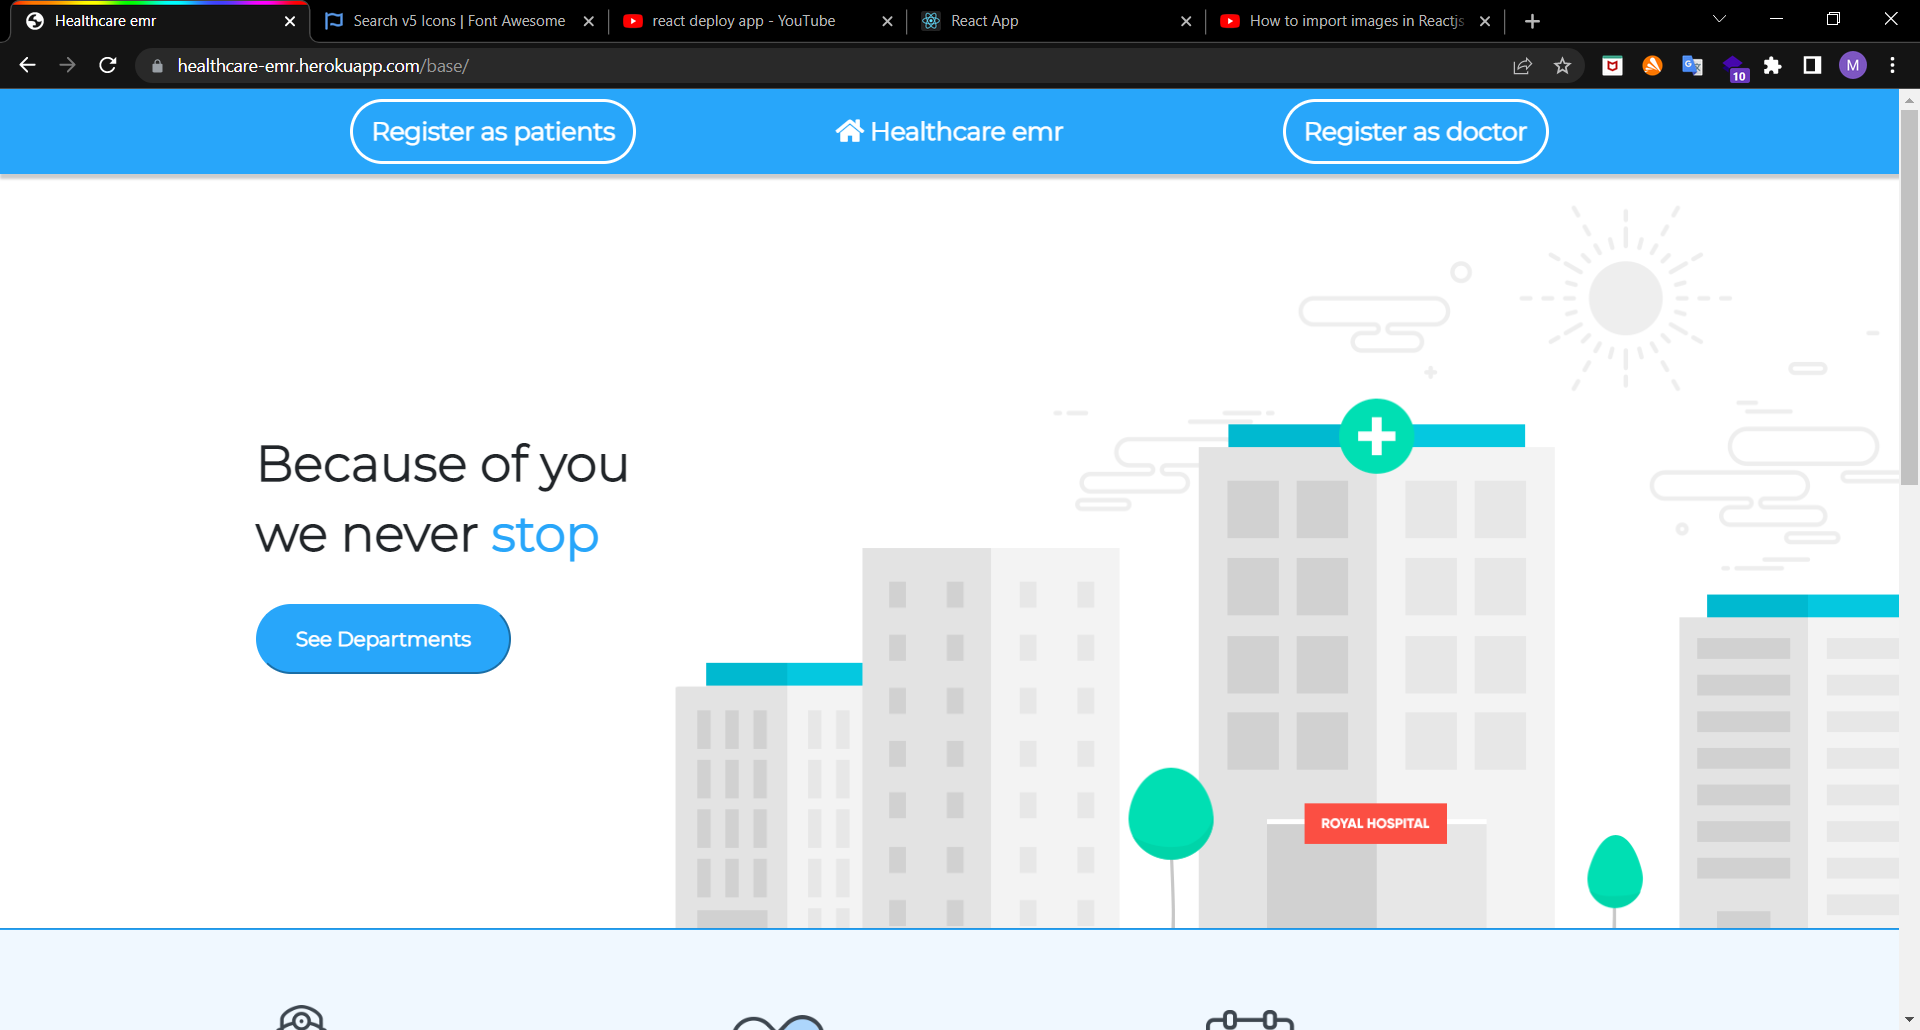 Healthcare emr
Search v5 Icons | Font Awesome
react deploy app - YouTube
React App
How to import images in Reactjs
healthcare-emr.herokuapp.com/base/
10
M
Register as patients
Healthcare emr
Register as doctor
Because of you
we never stop
See Departments
ROYAL HOSPITAL